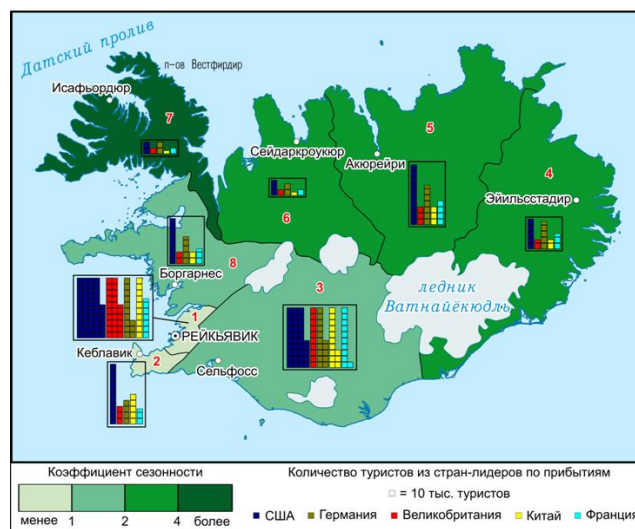 Датский пролив
п-ов Вестфирдир
Исафьордюр
7
5
Сейдаркроукюр
Акюрейри
4
Эйильсстадир
6
8
Боргарнес
3
ледник
Ватнайёкюдль
1
РЕЙКЬЯВИК
Кеблавик
2
Сельфосс
Коэффициент сезонности
менее 1 2 4 более
Количество туристов из стран-лидеров по прибытиям
= 10 тыс. туристов
США Германия Великобритания Китай Франция